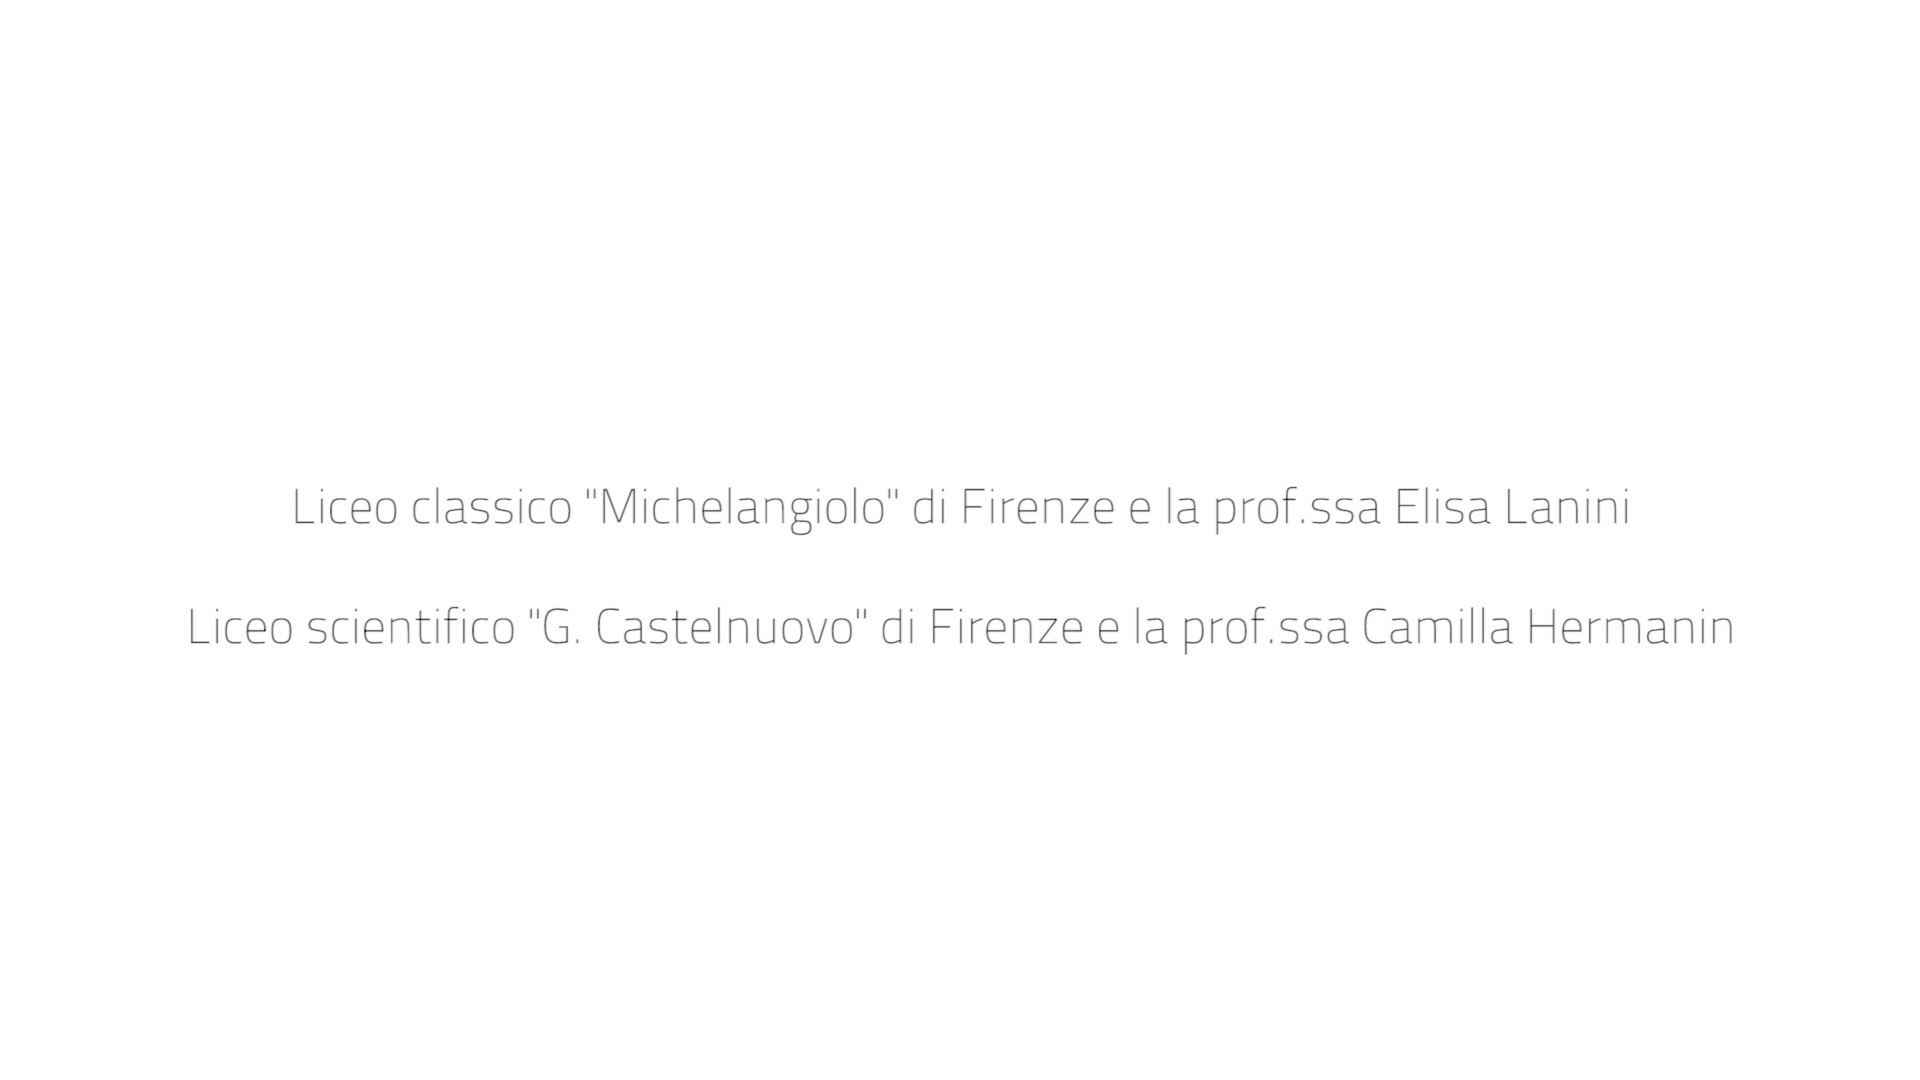 Liceo classico "Michelangiolo" di Firenze e la prof.ssa Elisa Lanini
Liceo scientifico "G. Castelnuovo" di Firenze e la prof.ssa Camilla Hermanin